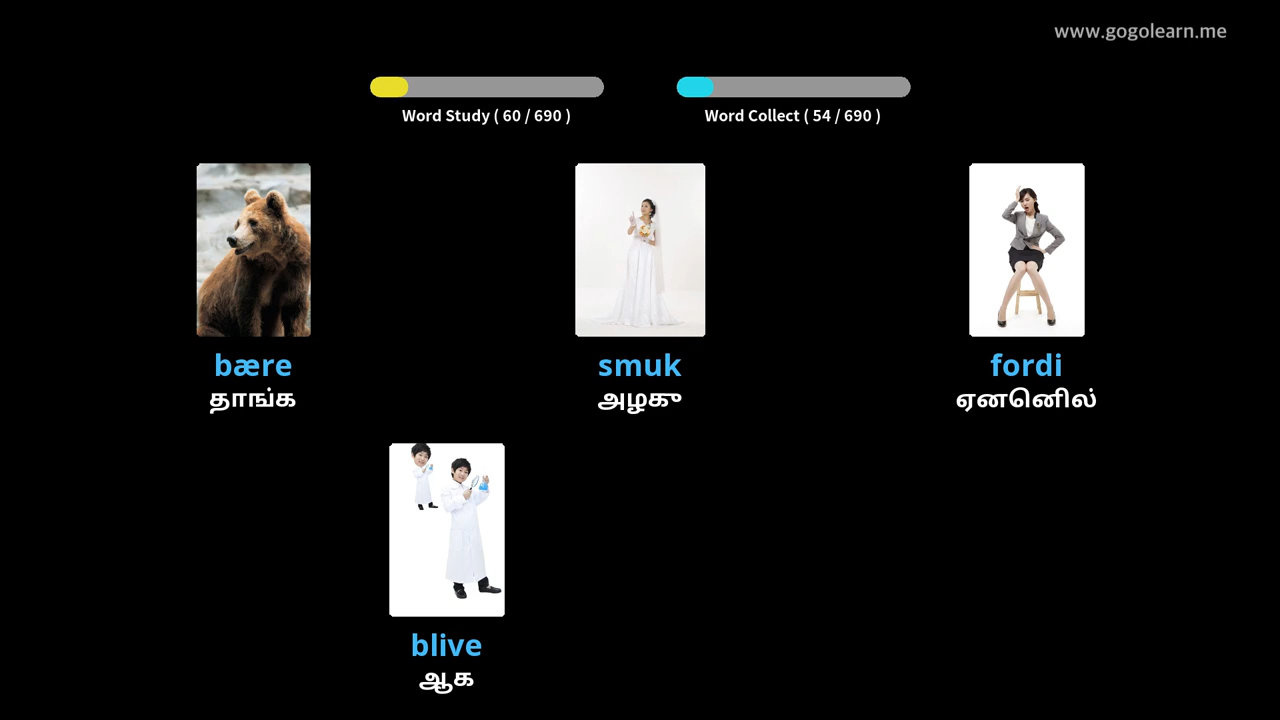 www.gogolearn.me
Word Study ( 60 / 690 )
Word Collect ( 54 / 690 )
bære
தாங்க
smuk
அழகு
fordi
ஏனெனில்
blive
ஆக